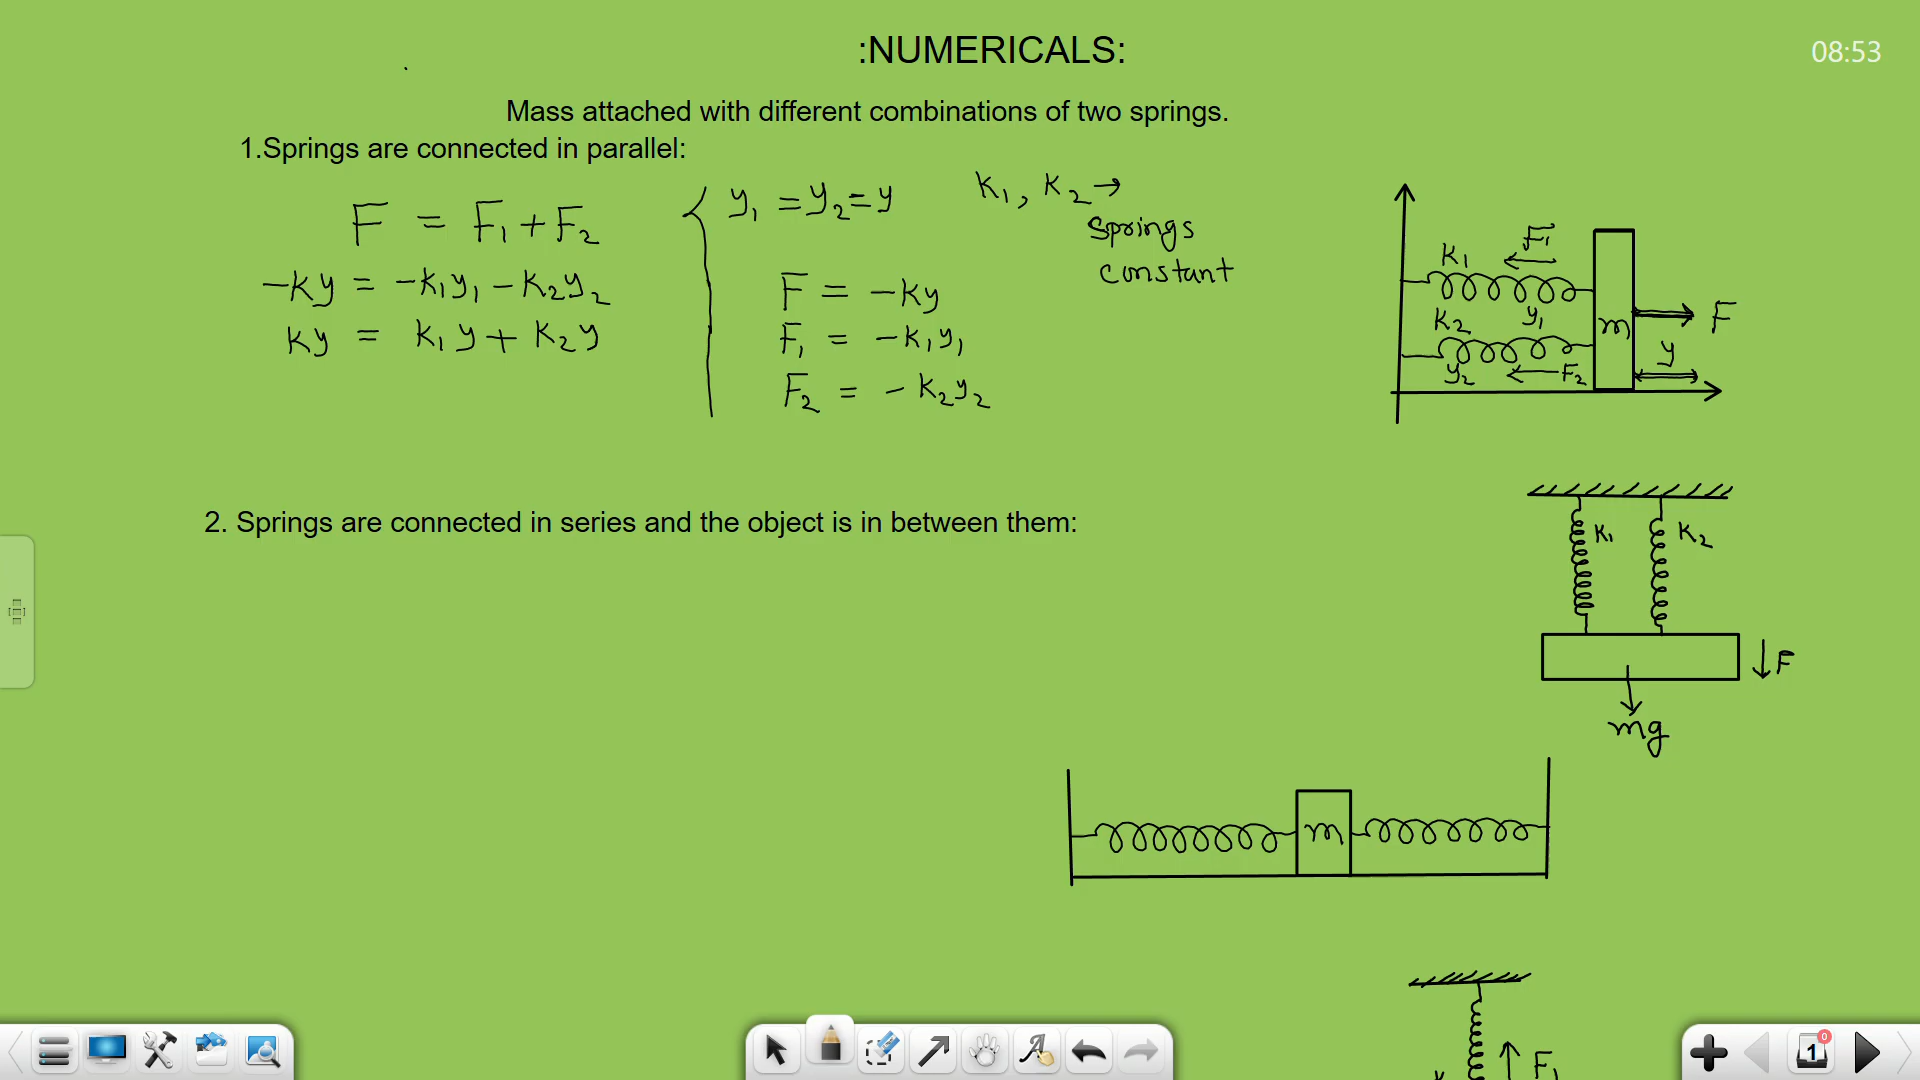 :NUMERICALS:
08:53
Mass attached with different combinations of two springs.
1.Springs are connected in parallel:
F = F₁ + F₂
-Ky = -K₁y₁ - K₂y₂
Ky = K₁y + K₂y
y₁ = y₂ = y
F = -Ky
F₁ = -K₁y₁
F₂ = -K₂y₂
K₁, K₂ →
Springs
constant
F₁
K₁
K₂
y₁
m
F
y
y₂
F₂
2. Springs are connected in series and the object is in between them:
K₁
K₂
F
mg
m
F₁
1
0